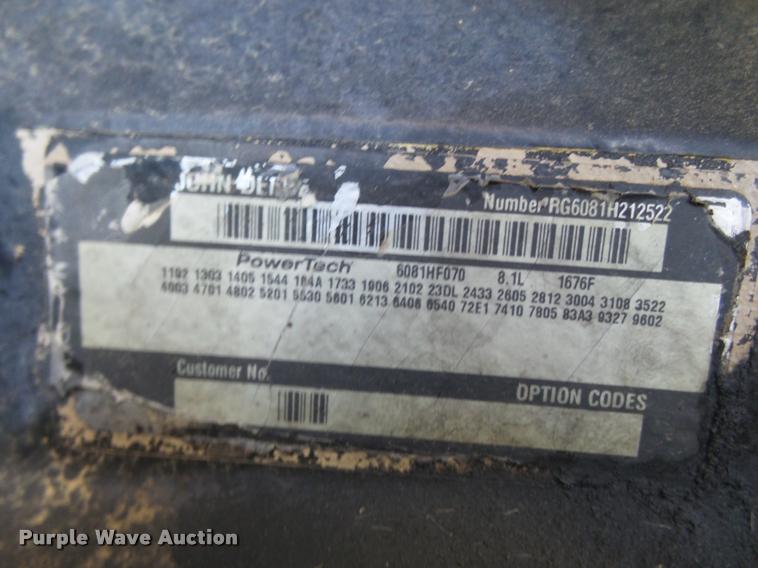 JOHN DEERE
Number RG6081H212522
PowerTech 6081HF070 8.1L 1676F
1192 1303 1405 1544 164A 1733 1906 2102 23DL 2433 2605 2812 3004 3108 3522
4003 4701 4802 5201 5530 5601 6213 6406 6540 72E1 7410 7805 83A3 9327 9602
Customer No.
OPTION CODES
Purple Wave Auction